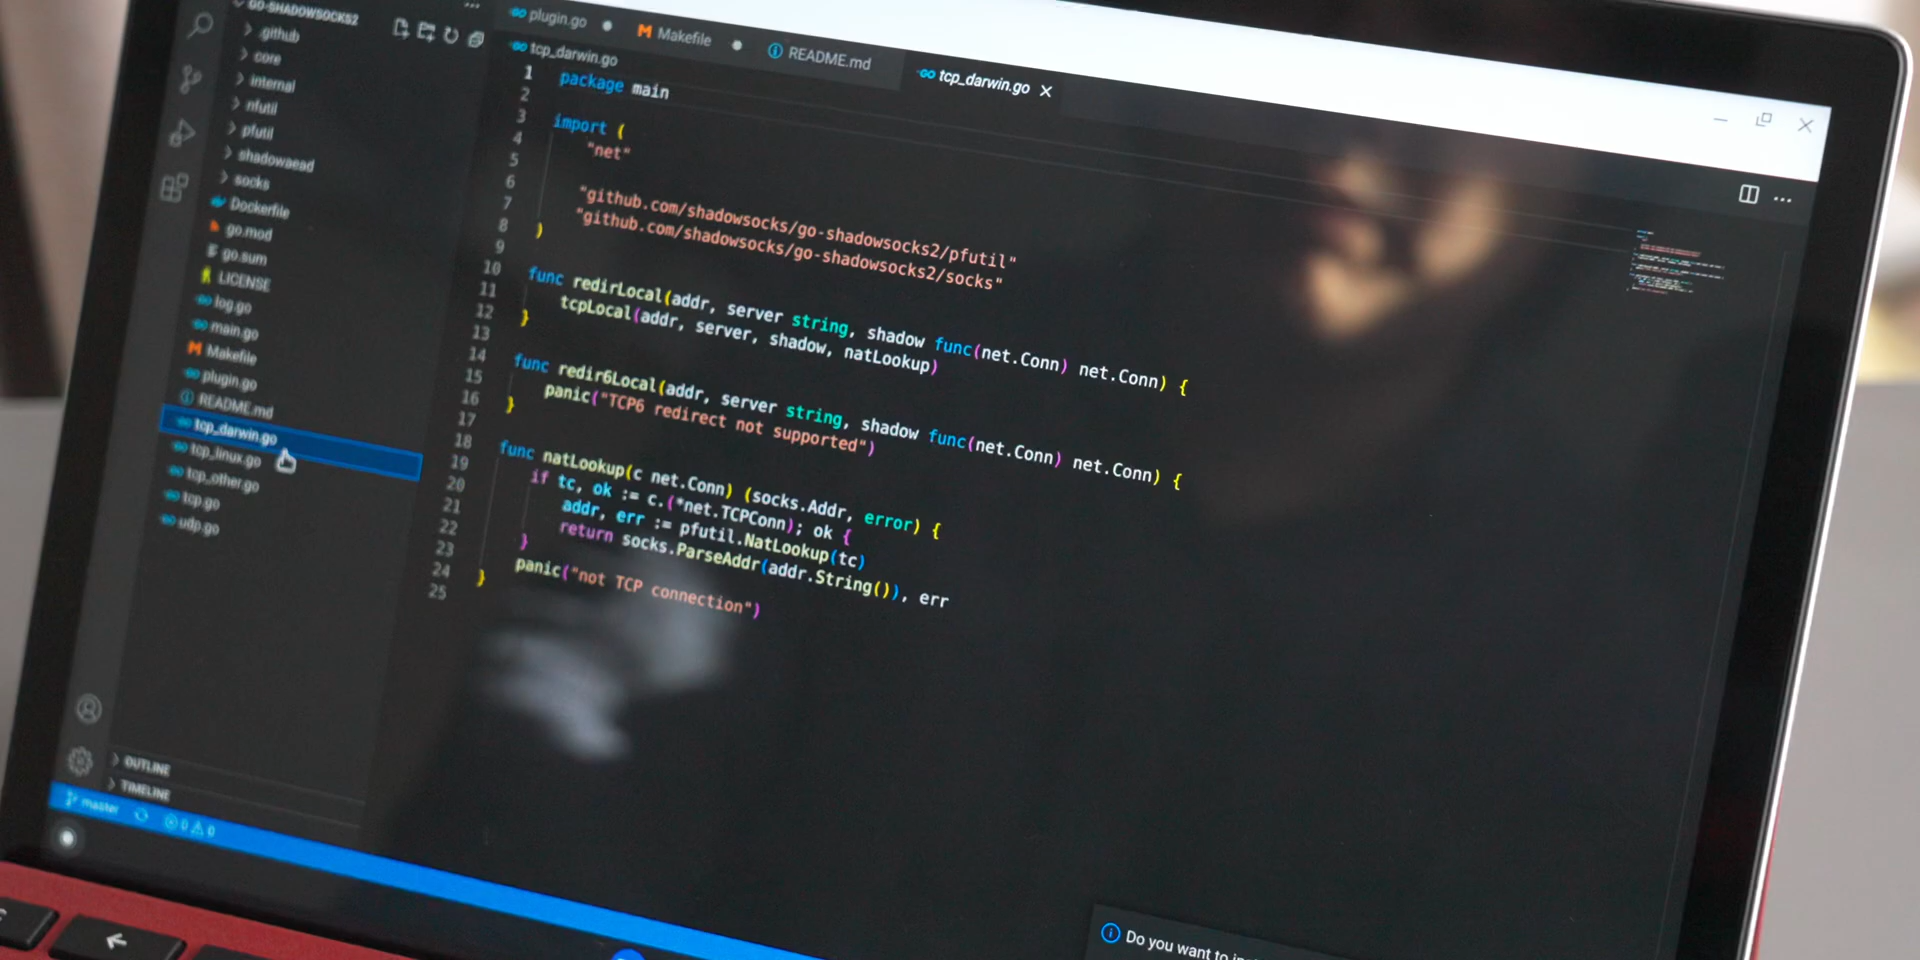 GO-SHADOWSOCKS2
.github
core
internal
nfutil
pfutil
shadowaead
socks
Dockerfile
go.mod
go.sum
LICENSE
log.go
main.go
Makefile
plugin.go
README.md
tcp_darwin.go
tcp_linux.go
tcp_other.go
tcp.go
udp.go
OUTLINE
TIMELINE
master
0 0
plugin.go
Makefile
README.md
tcp_darwin.go
tcp_darwin.go
1 package main
2
3 import (
4 "net"
5
6 "github.com/shadowsocks/go-shadowsocks2/pfutil"
7 "github.com/shadowsocks/go-shadowsocks2/socks"
8 )
9
10 func redirLocal(addr, server string, shadow func(net.Conn) net.Conn) {
11 tcpLocal(addr, server, shadow, natLookup)
12 }
13
14 func redir6Local(addr, server string, shadow func(net.Conn) net.Conn) {
15 panic("TCP6 redirect not supported")
16 }
17
18 func natLookup(c net.Conn) (socks.Addr, error) {
19 if tc, ok := c.(*net.TCPConn); ok {
20 addr, err := pfutil.NatLookup(tc)
21 return socks.ParseAddr(addr.String()), err
22 }
23 panic("not TCP connection")
24 }
25
Do you want to